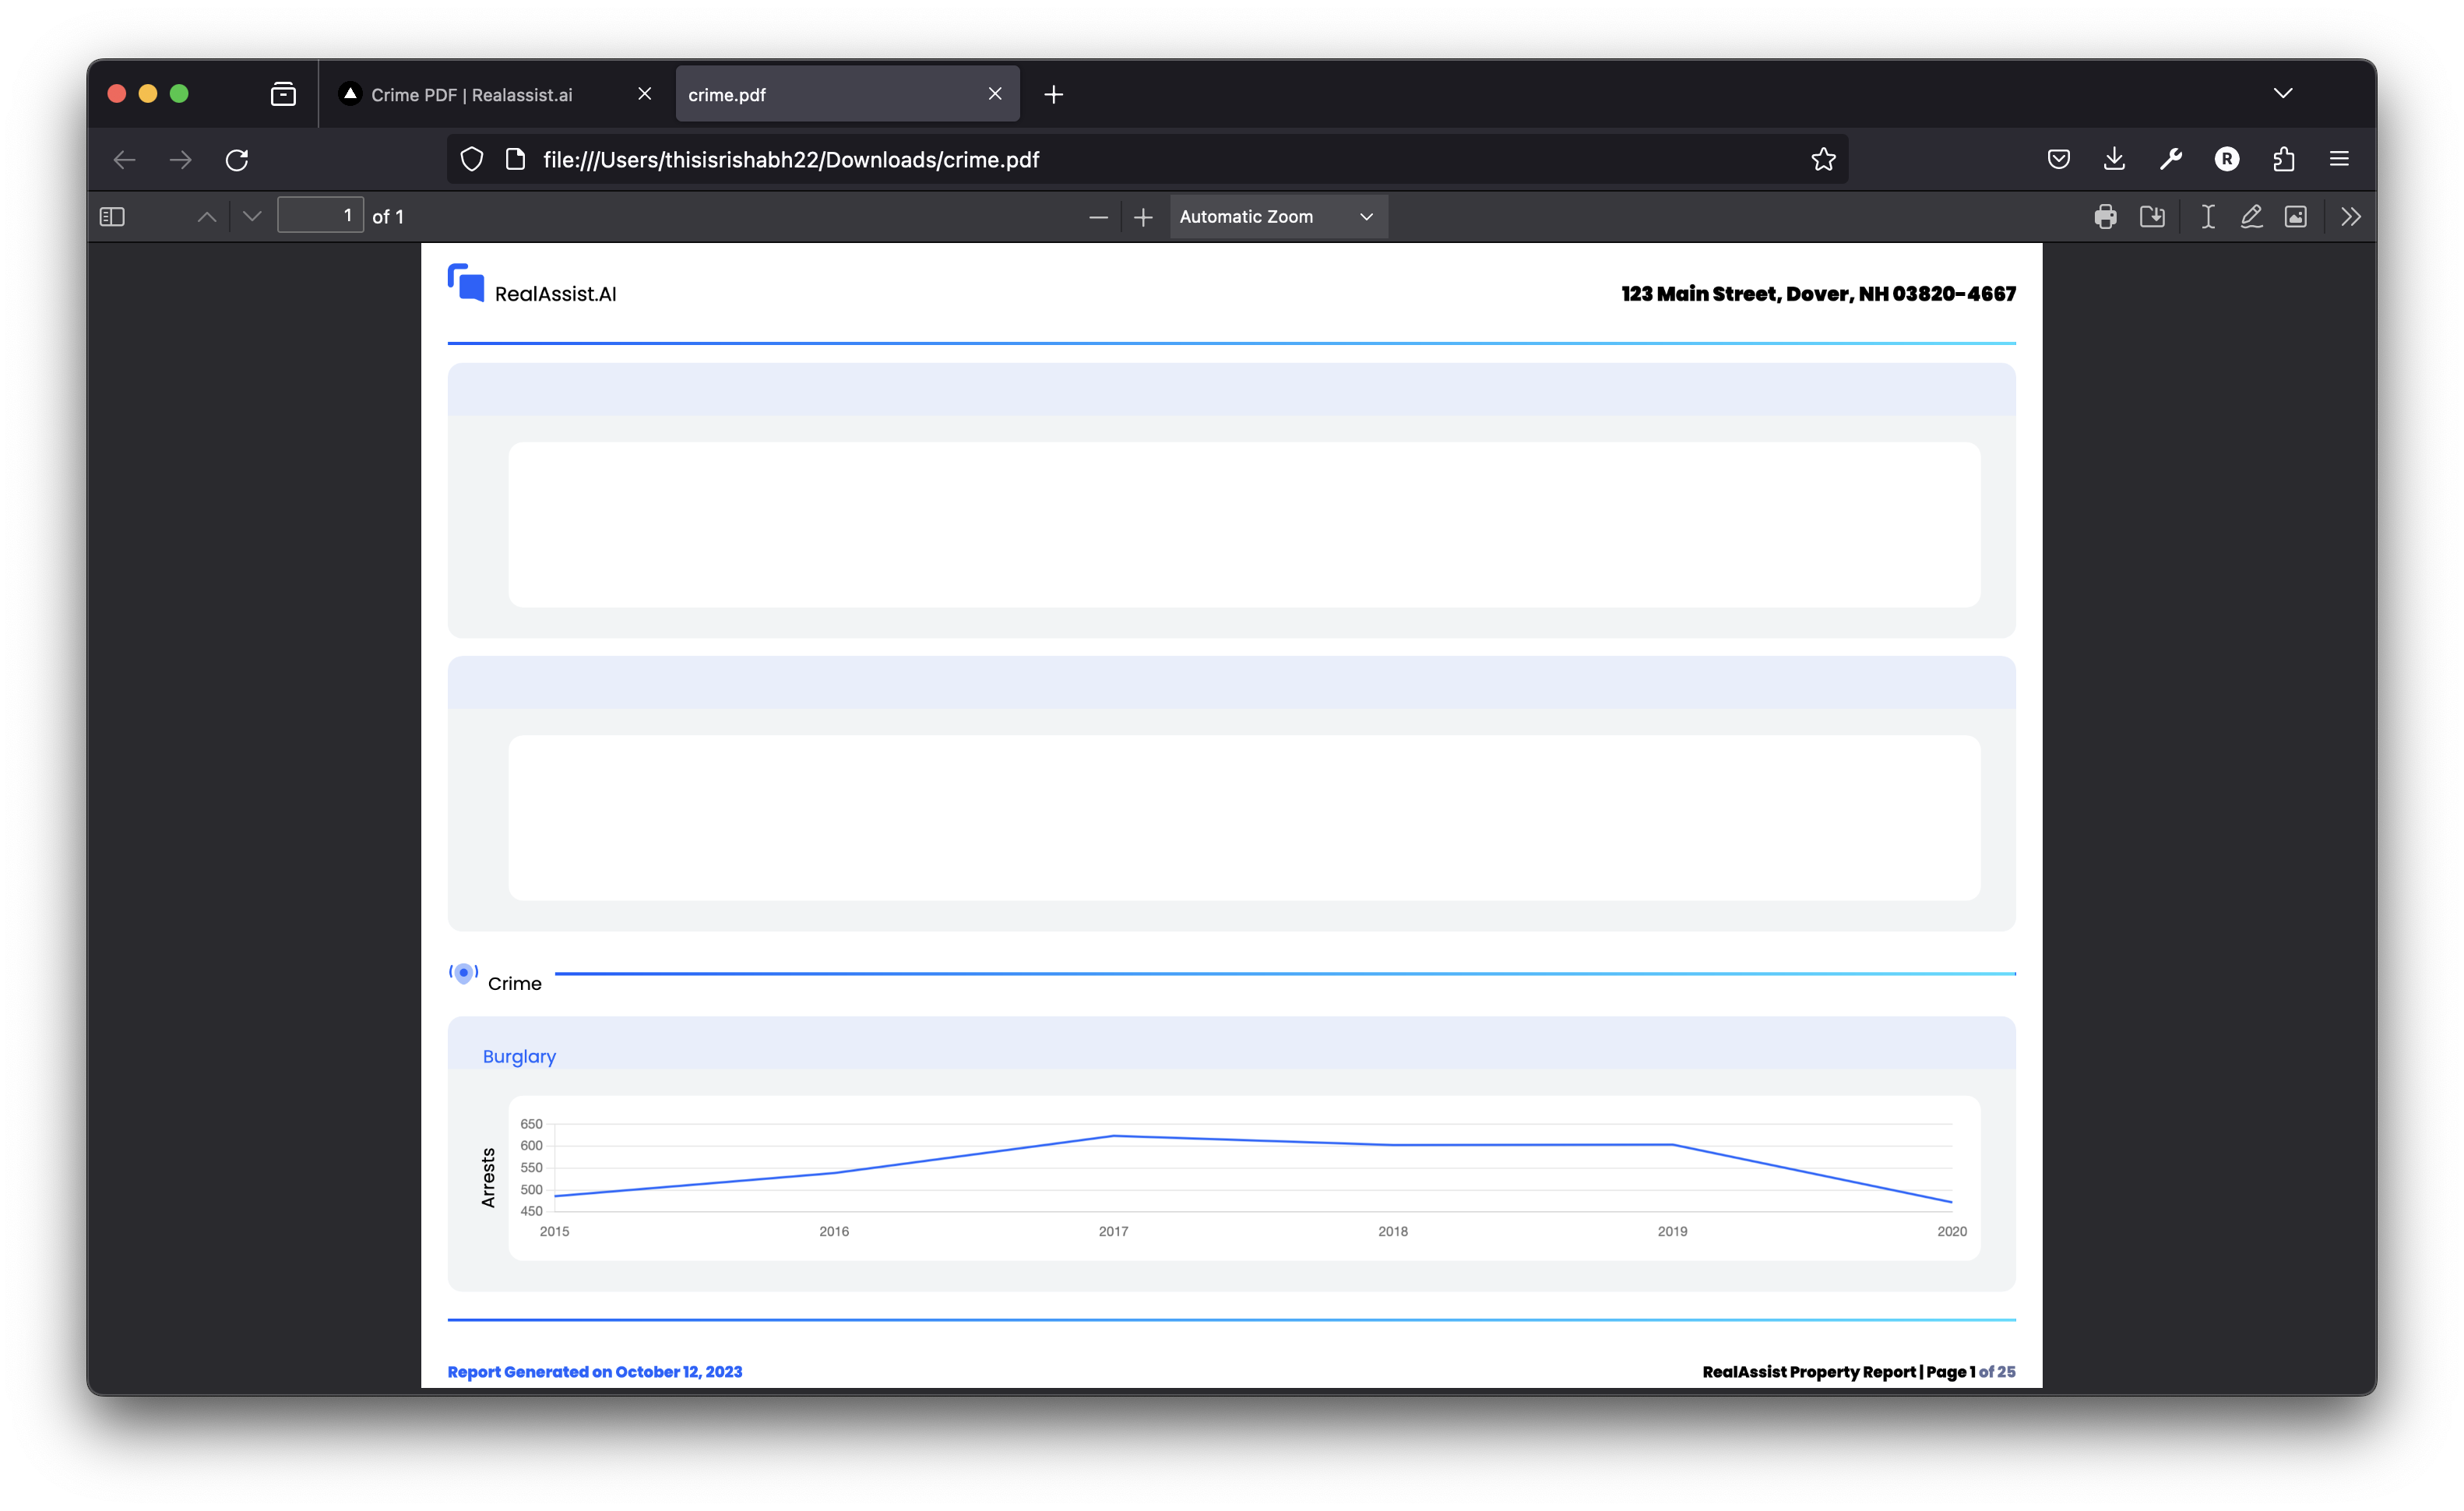 Crime PDF | Realassist.ai
crime.pdf
file:///Users/thisisrishabh22/Downloads/crime.pdf
R
1 of 1
Automatic Zoom
RealAssist.AI
123 Main Street, Dover, NH 03820-4667
Crime
Burglary
Arrests
650
600
550
500
450
2015 2016 2017 2018 2019 2020
Report Generated on October 12, 2023
RealAssist Property Report | Page 1 of 25